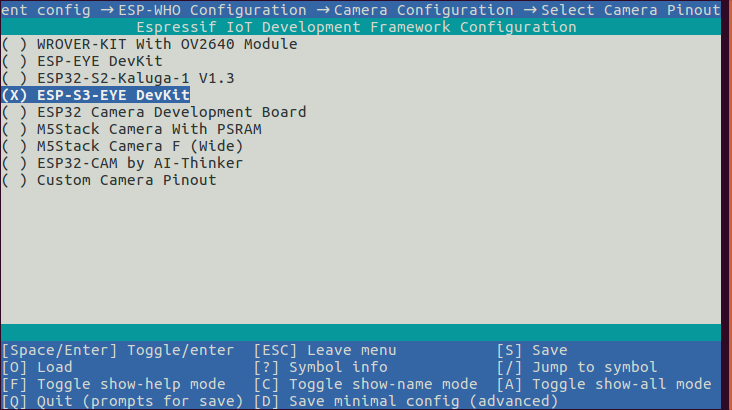 ent config → ESP-WHO Configuration → Camera Configuration → Select Camera Pinout
Espressif IoT Development Framework Configuration
( ) WROVER-KIT With OV2640 Module
( ) ESP-EYE DevKit
( ) ESP32-S2-Kaluga-1 V1.3
(X) ESP-S3-EYE DevKit
( ) ESP32 Camera Development Board
( ) M5Stack Camera With PSRAM
( ) M5Stack Camera F (Wide)
( ) ESP32-CAM by AI-Thinker
( ) Custom Camera Pinout
[Space/Enter] Toggle/enter [ESC] Leave menu [S] Save
[O] Load [?] Symbol info [/] Jump to symbol
[F] Toggle show-help mode [C] Toggle show-name mode [A] Toggle show-all mode
[Q] Quit (prompts for save) [D] Save minimal config (advanced)